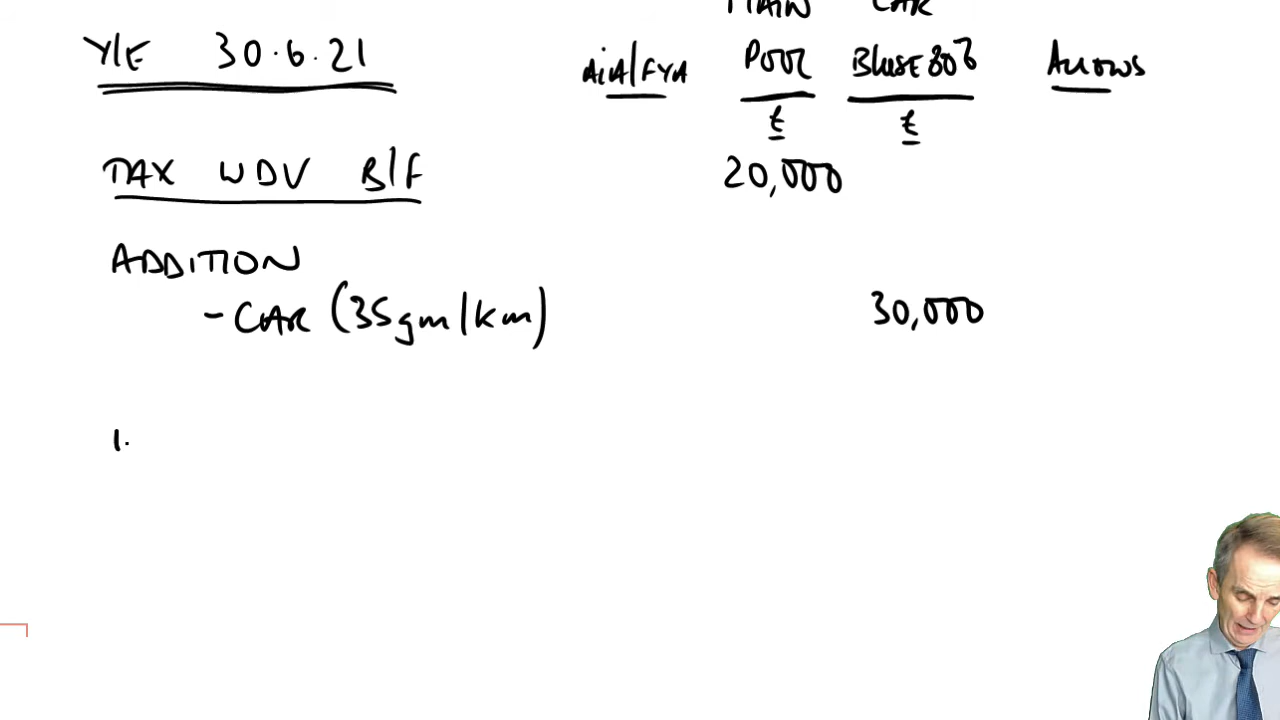 MAIN CAR
Y/E 30.6.21 AIA/FYA POOL B/USE 80% ALLOWS
£ £
TAX WDV B/F 20,000
ADDITION
- CAR (35gm/km) 30,000
1.